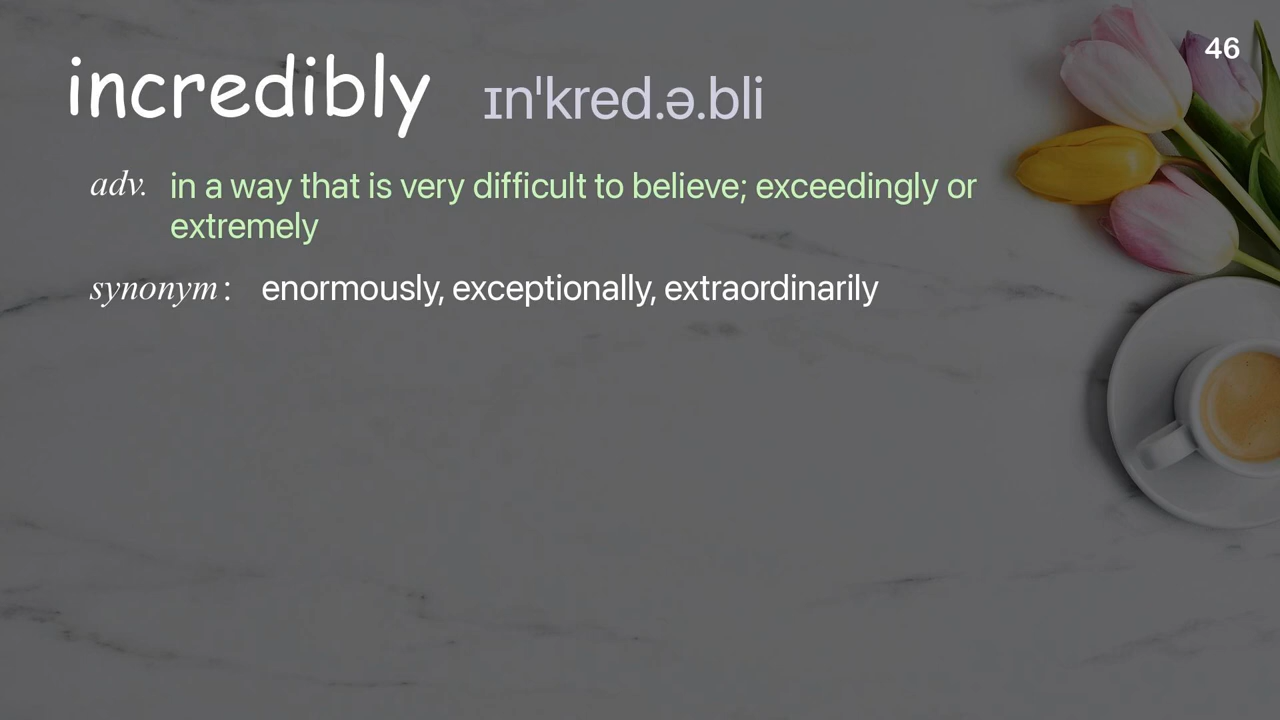 46
incredibly ɪnˈkred.ə.bli
adv. in a way that is very difficult to believe; exceedingly or
extremely
synonym : enormously, exceptionally, extraordinarily